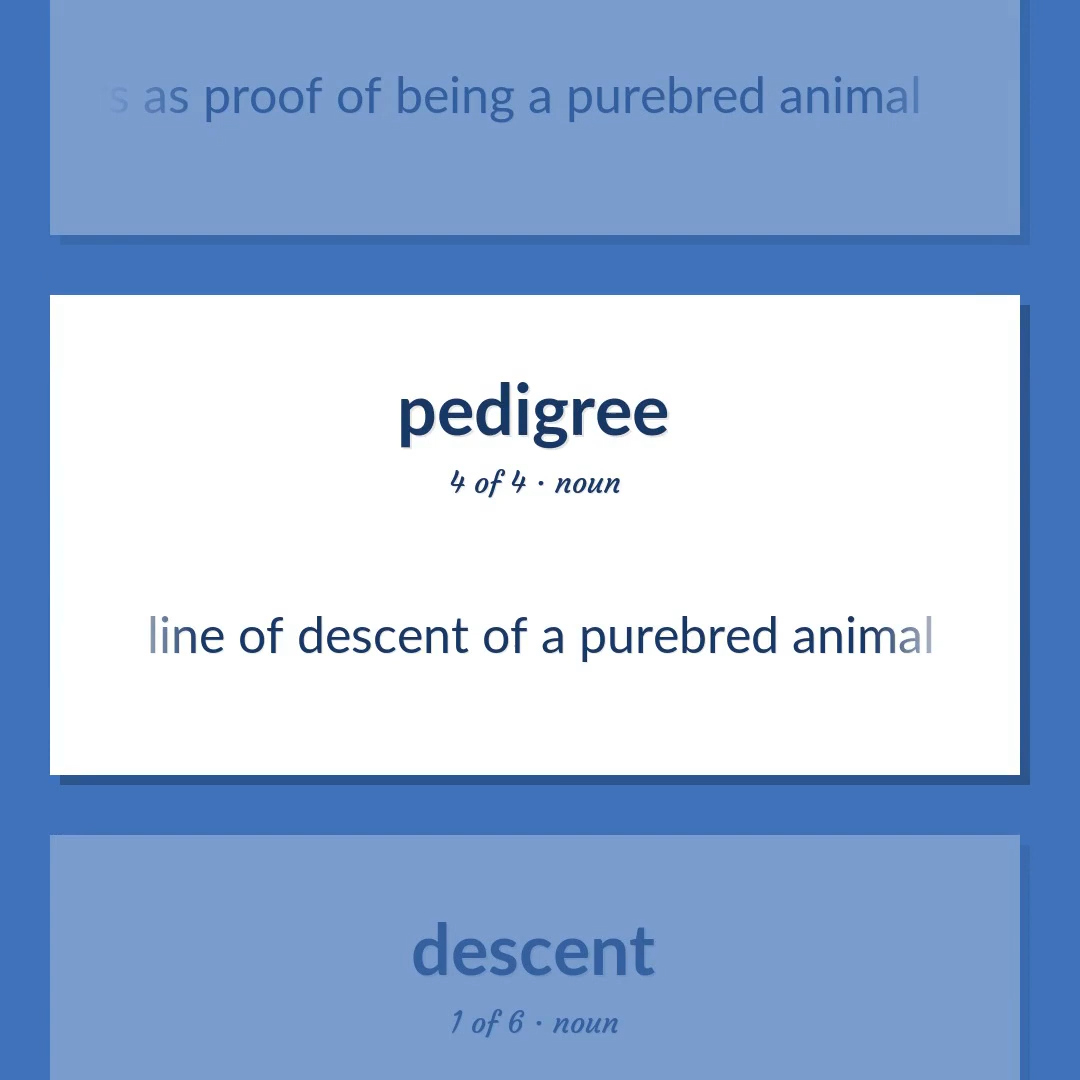 as proof of being a purebred animal
pedigree
4 of 4 · noun
line of descent of a purebred animal
descent
1 of 6 · noun